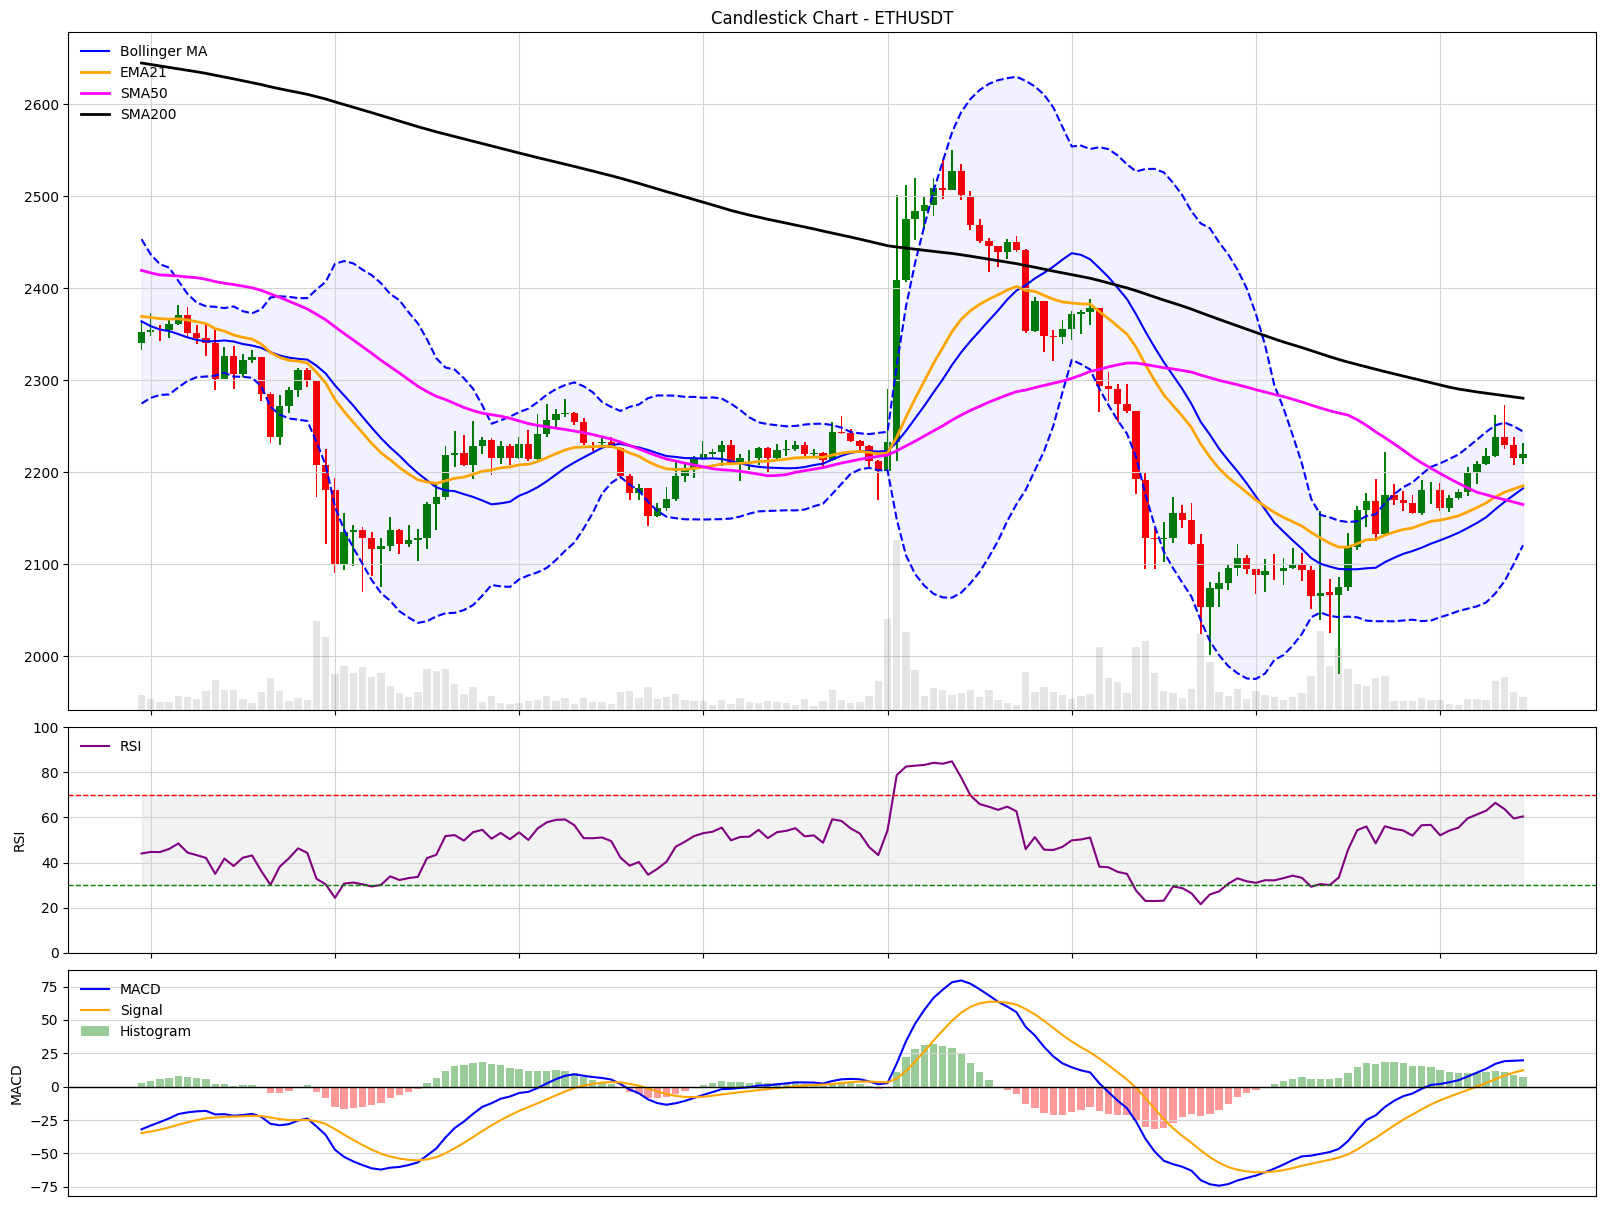 Candlestick Chart - ETHUSDT
Bollinger MA
EMA21
SMA50
SMA200
2600
2500
2400
2300
2200
2100
2000
RSI
100
80
60
40
20
0
RSI
MACD
Signal
Histogram
75
50
25
0
−25
−50
−75
MACD